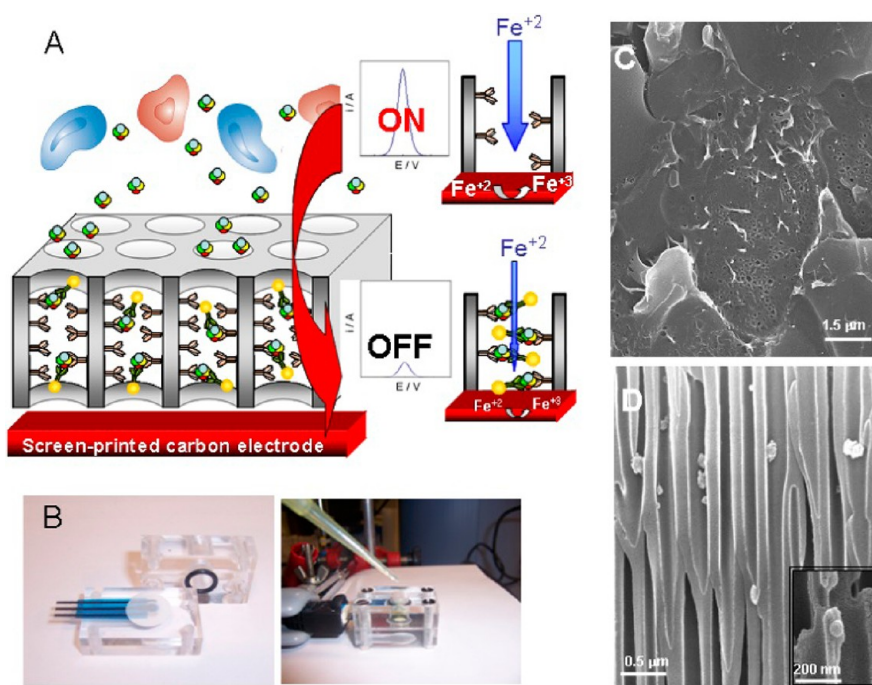 A
Fe+2
i / A
ON
E / V
Fe+2 Fe+3
Fe+2
i / A
OFF
E / V
Fe+2 Fe+3
Screen-printed carbon electrode
B
C
1.5 μm
D
0.5 μm
200 nm